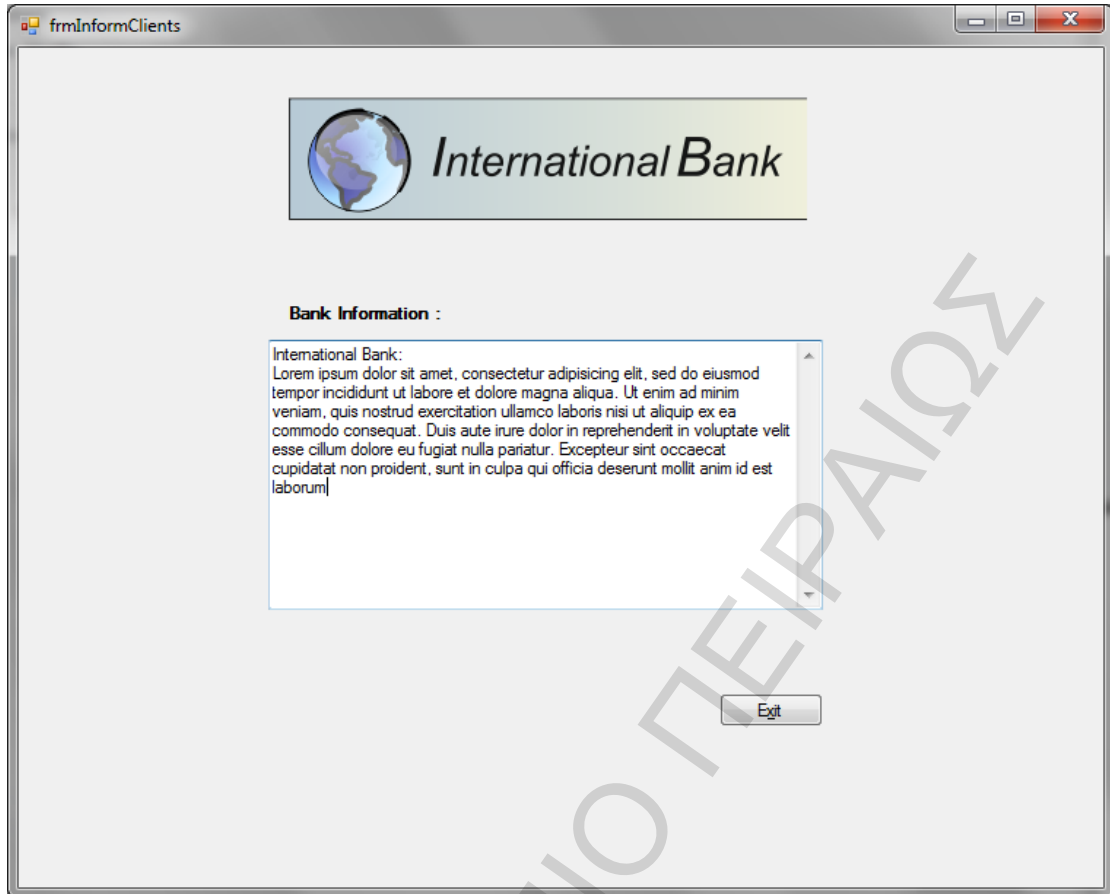 frmInformClients
International Bank
Bank Information :
International Bank:
Lorem ipsum dolor sit amet, consectetur adipisicing elit, sed do eiusmod
tempor incididunt ut labore et dolore magna aliqua. Ut enim ad minim
veniam, quis nostrud exercitation ullamco laboris nisi ut aliquip ex ea
commodo consequat. Duis aute irure dolor in reprehenderit in voluptate velit
esse cillum dolore eu fugiat nulla pariatur. Excepteur sint occaecat
cupidatat non proident, sunt in culpa qui officia deserunt mollit anim id est
laborum
Exit
ΠΕΙΡΑΙΩΣ